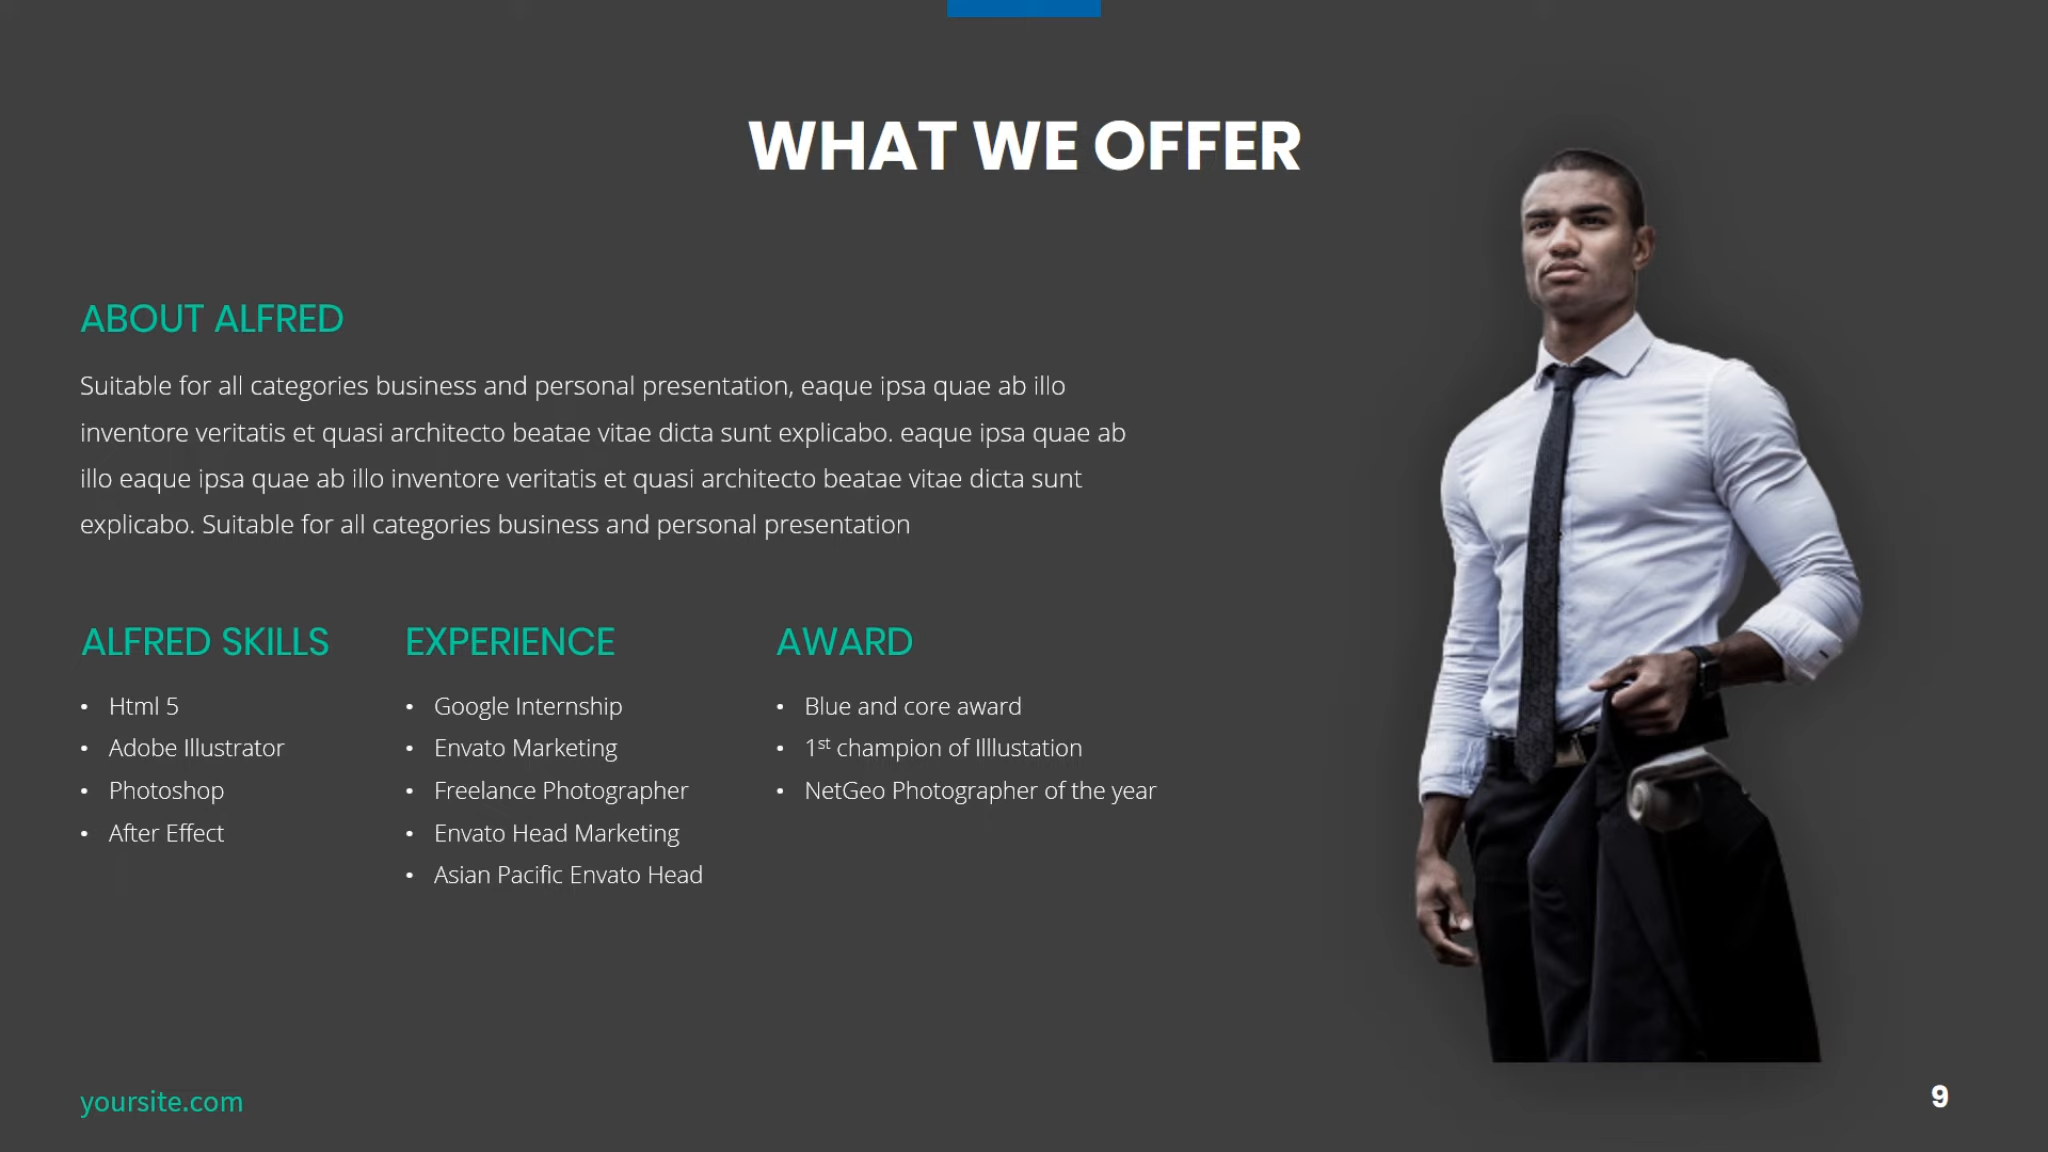 WHAT WE OFFER
ABOUT ALFRED
Suitable for all categories business and personal presentation, eaque ipsa quae ab illo
inventore veritatis et quasi architecto beatae vitae dicta sunt explicabo. eaque ipsa quae ab
illo eaque ipsa quae ab illo inventore veritatis et quasi architecto beatae vitae dicta sunt
explicabo. Suitable for all categories business and personal presentation
ALFRED SKILLS
• Html 5
• Adobe Illustrator
• Photoshop
• After Effect
EXPERIENCE
• Google Internship
• Envato Marketing
• Freelance Photographer
• Envato Head Marketing
• Asian Pacific Envato Head
AWARD
• Blue and core award
• 1st champion of Illlustation
• NetGeo Photographer of the year
yoursite.com
9